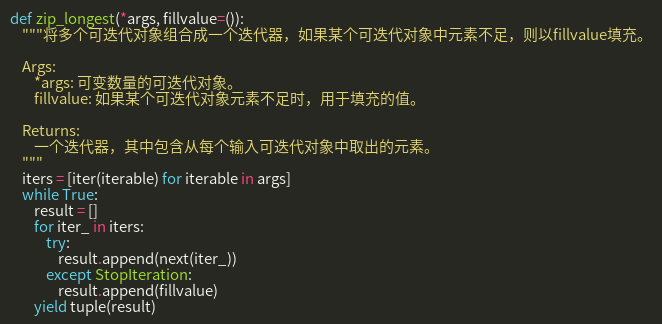 def zip_longest(*args, fillvalue=()):
    """将多个可迭代对象组合成一个迭代器，如果某个可迭代对象中元素不足，则以fillvalue填充。

    Args:
        *args: 可变数量的可迭代对象。
        fillvalue: 如果某个可迭代对象元素不足时，用于填充的值。

    Returns:
        一个迭代器，其中包含从每个输入可迭代对象中取出的元素。
    """
    iters = [iter(iterable) for iterable in args]
    while True:
        result = []
        for iter_ in iters:
            try:
                result.append(next(iter_))
            except StopIteration:
                result.append(fillvalue)
        yield tuple(result)